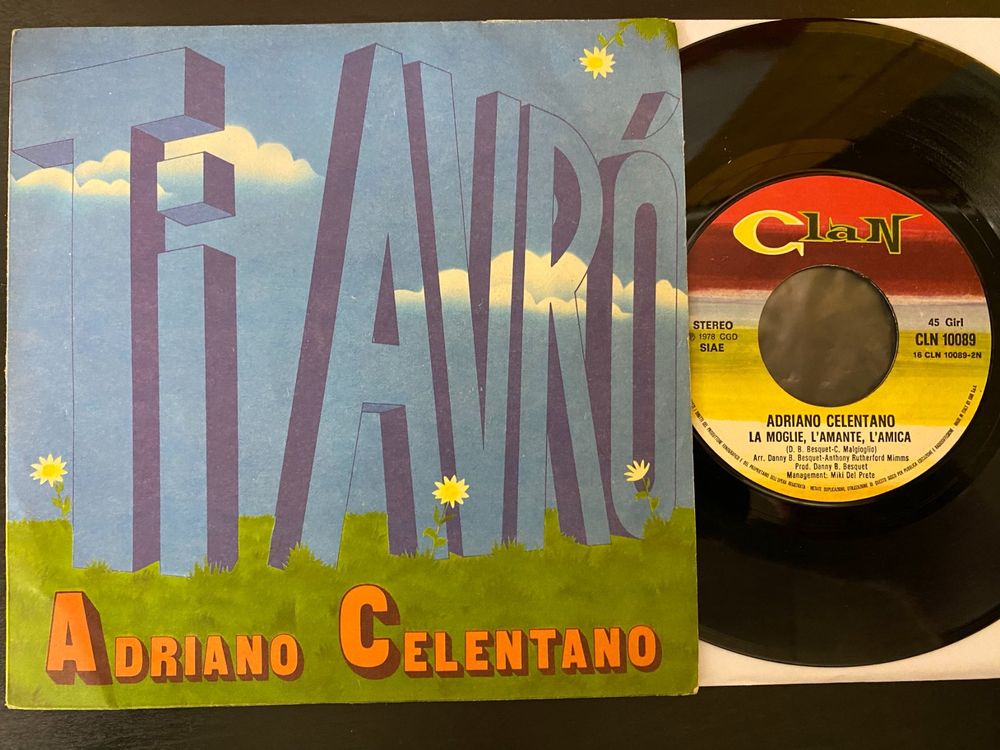 TI AVRÓ
ADRIANO CELENTANO
Clan
STEREO
℗ 1978 CGD
SIAE
45 Giri
CLN 10089
16 CLN 10089-2N
ADRIANO CELENTANO
LA MOGLIE, L'AMANTE, L'AMICA
(D. B. Besquet-C. Malgioglio)
Arr. Danny B. Besquet-Anthony Rutherford Mimms
Prod. Danny B. Besquet
Management: Miki Del Prete